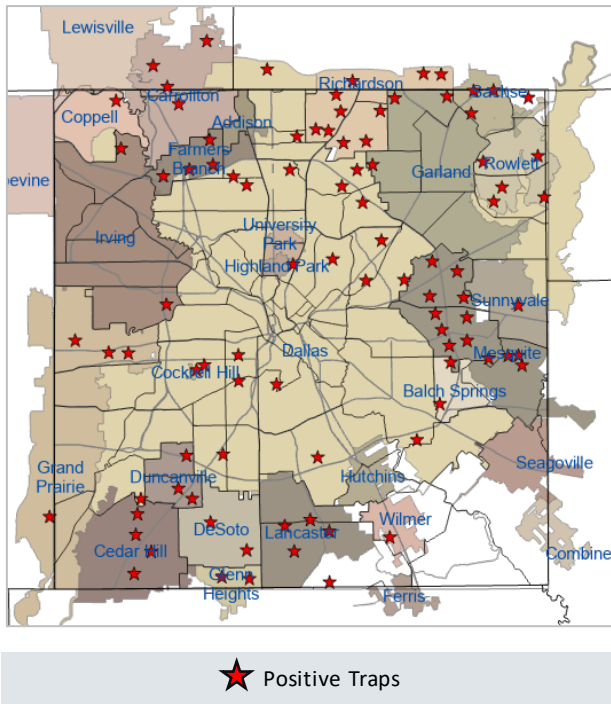 Lewisville
Richardson
Carrollton
Sachse
Coppell
Addison
Farmers
Branch
Garland
Rowlett
evine
University
Park
Irving
Highland Park
Sunnyvale
Dallas
Mesquite
Cockrell Hill
Balch Springs
Grand
Prairie
Duncanville
Hutchins
Seagoville
DeSoto
Lancaster
Wilmer
Cedar Hill
Combine
Glenn
Heights
Ferris
Positive Traps